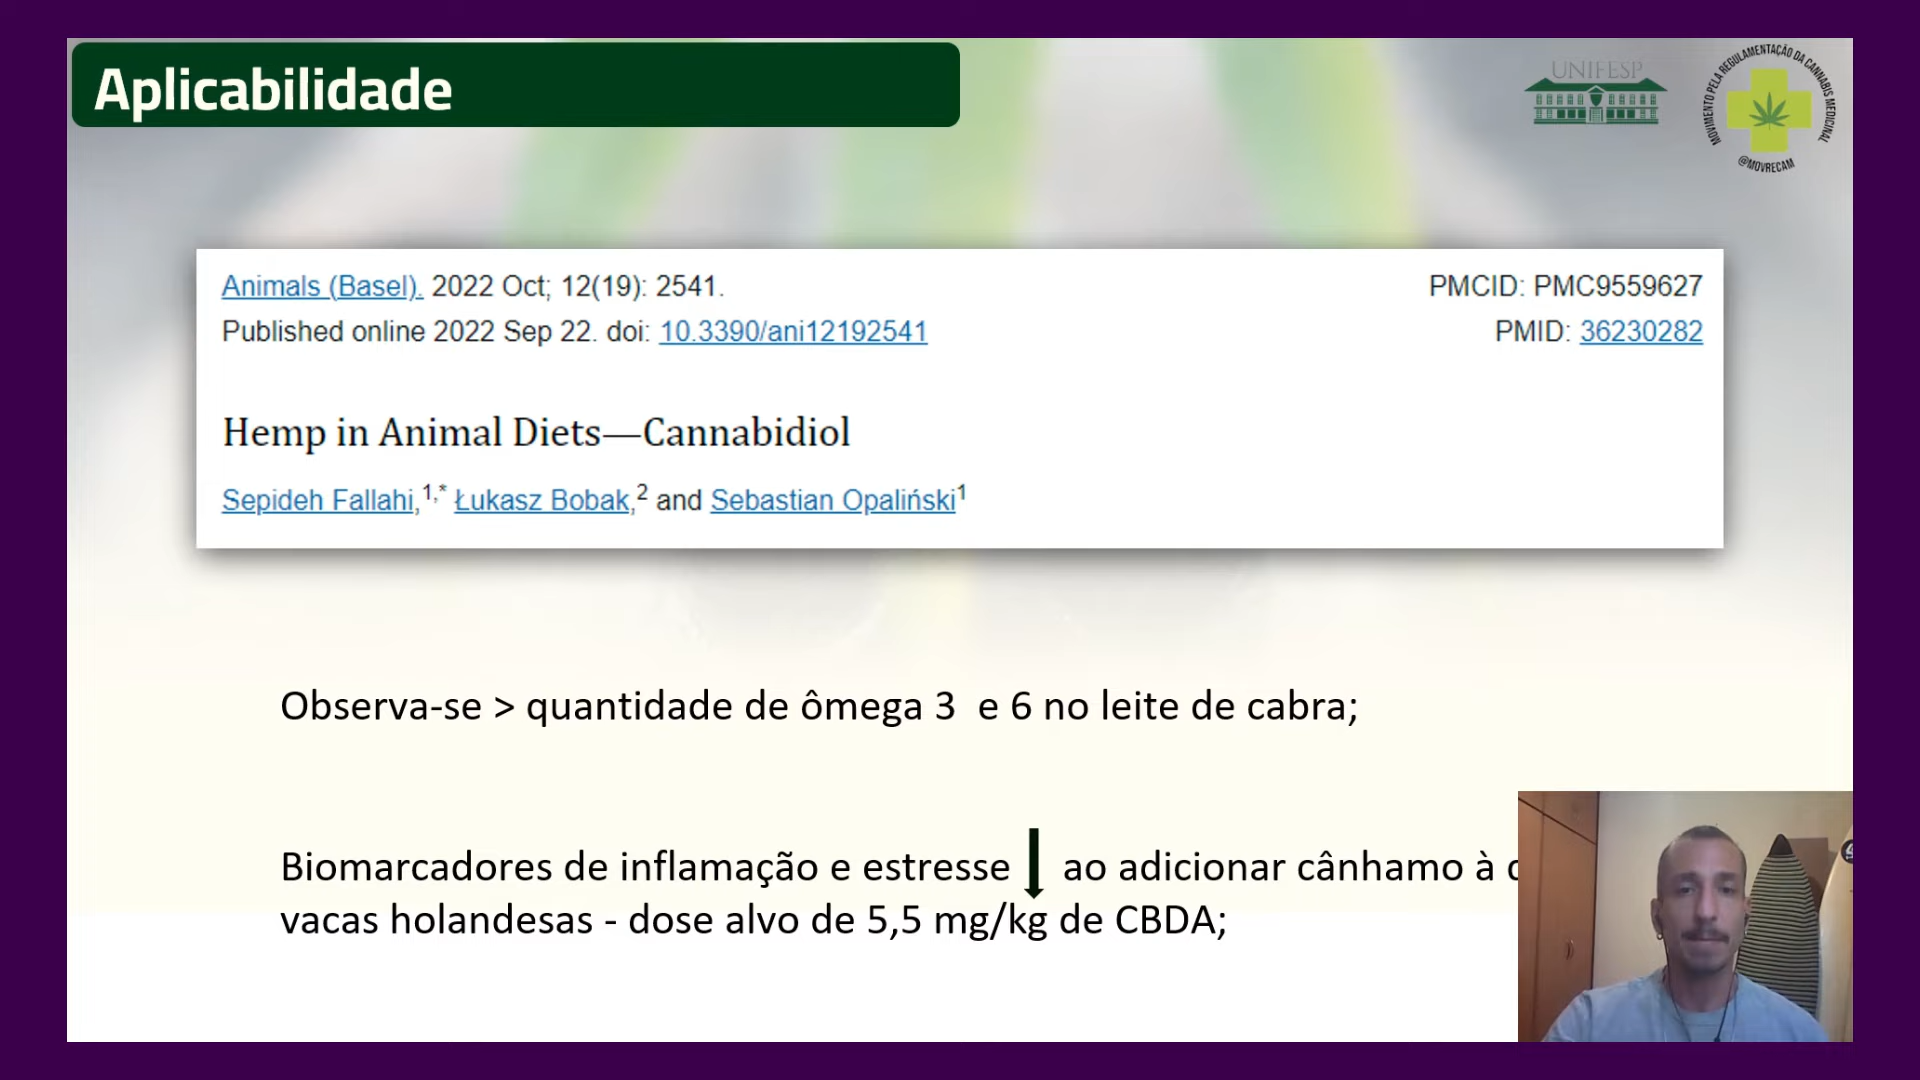 Aplicabilidade
UNIFESP
MOVIMENTO PELA REGULAMENTAÇÃO DA CANNABIS MEDICINAL
@MOVRECAM
Animals (Basel). 2022 Oct; 12(19): 2541.
PMCID: PMC9559627
Published online 2022 Sep 22. doi: 10.3390/ani12192541
PMID: 36230282
Hemp in Animal Diets—Cannabidiol
Sepideh Fallahi,1,* Łukasz Bobak,2 and Sebastian Opaliński1
Observa-se > quantidade de ômega 3 e 6 no leite de cabra;
Biomarcadores de inflamação e estresse ao adicionar cânhamo à
vacas holandesas - dose alvo de 5,5 mg/kg de CBDA;